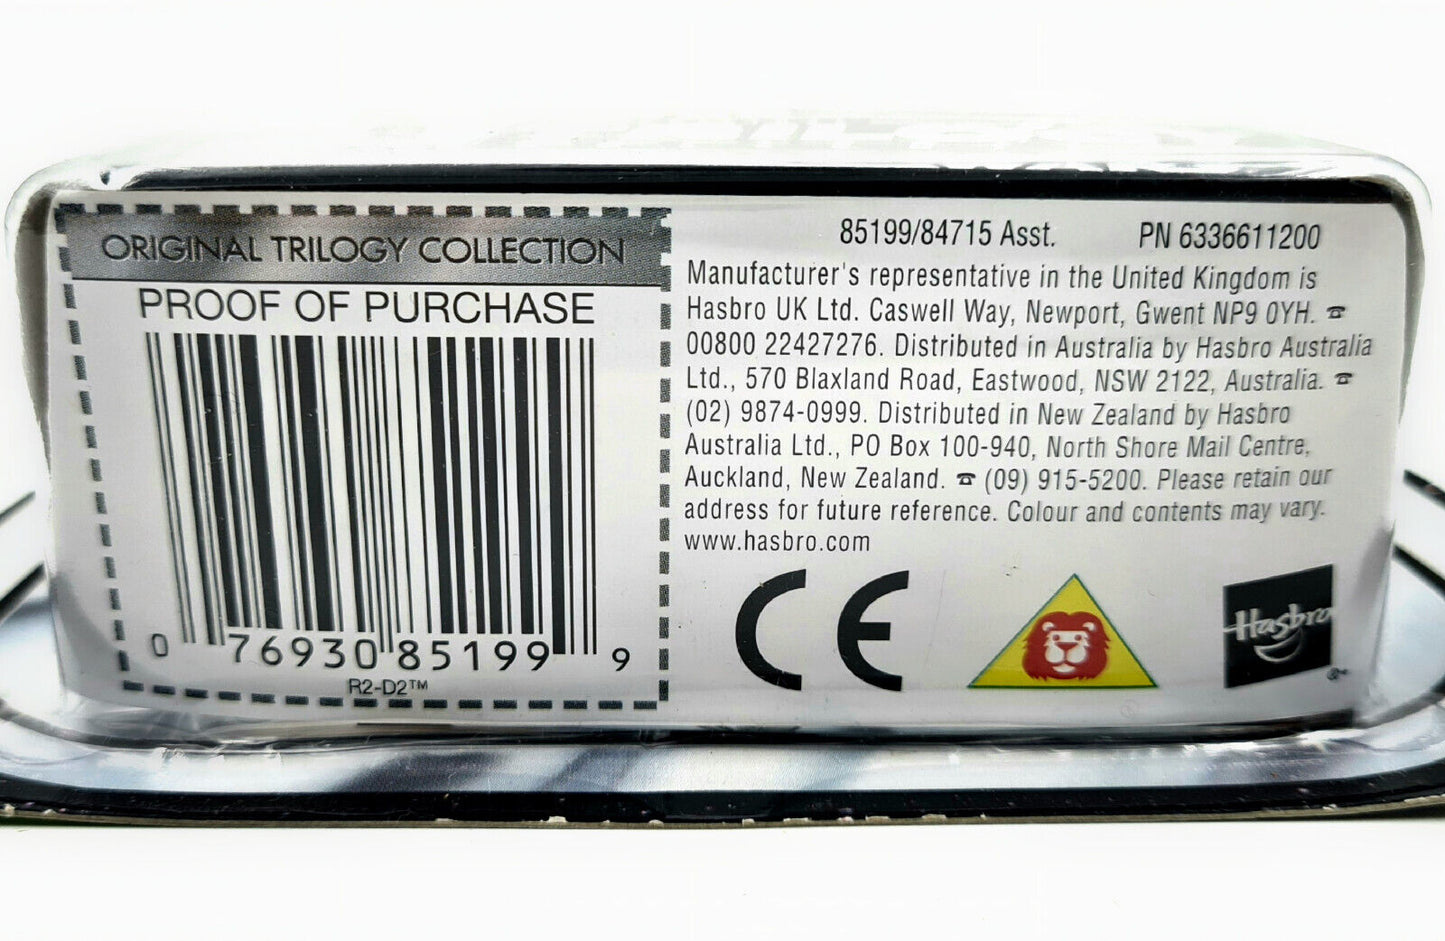 ORIGINAL TRILOGY COLLECTION
PROOF OF PURCHASE
0 76930 85199 9
R2-D2™
85199/84715 Asst. PN 6336611200
Manufacturer's representative in the United Kingdom is
Hasbro UK Ltd. Caswell Way, Newport, Gwent NP9 0YH. ☎
00800 22427276. Distributed in Australia by Hasbro Australia
Ltd., 570 Blaxland Road, Eastwood, NSW 2122, Australia. ☎
(02) 9874-0999. Distributed in New Zealand by Hasbro
Australia Ltd., PO Box 100-940, North Shore Mail Centre,
Auckland, New Zealand. ☎ (09) 915-5200. Please retain our
address for future reference. Colour and contents may vary.
www.hasbro.com
CE
Hasbro